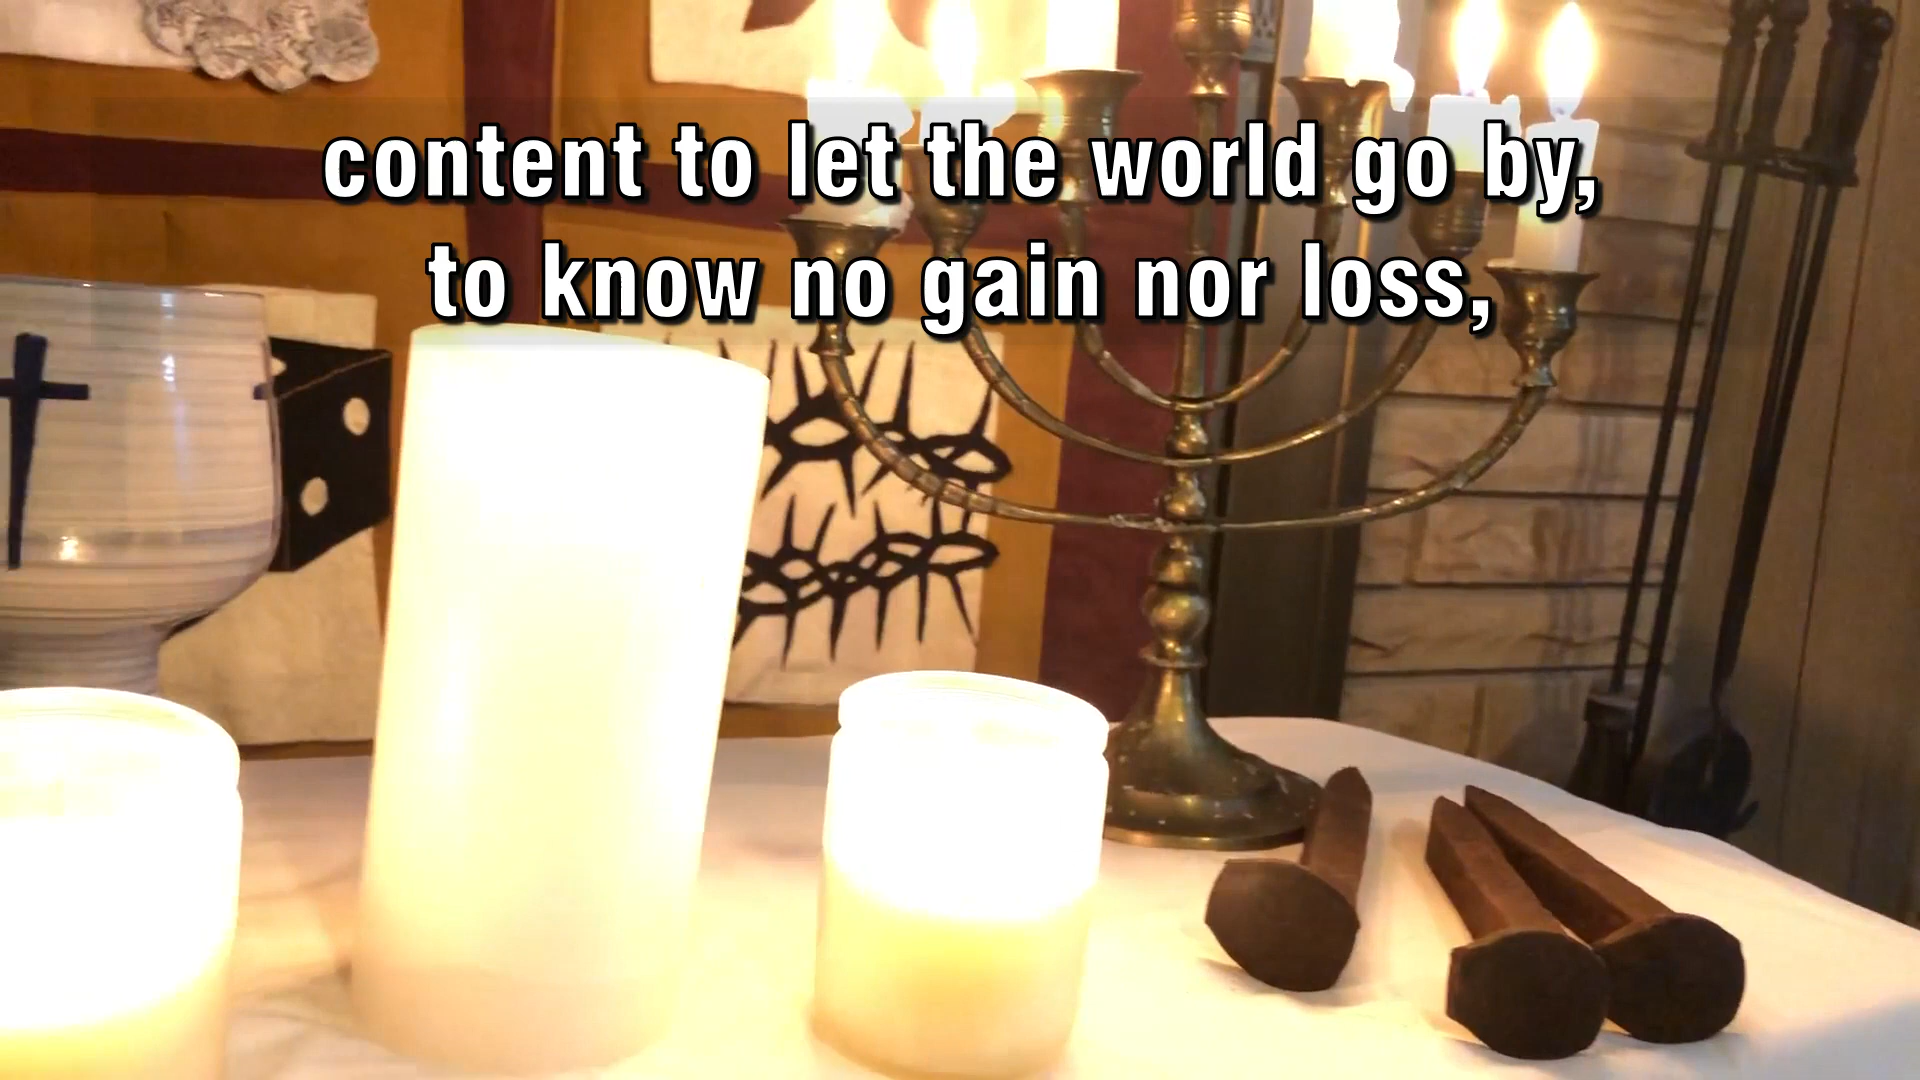 content to let the world go by,
to know no gain nor loss,